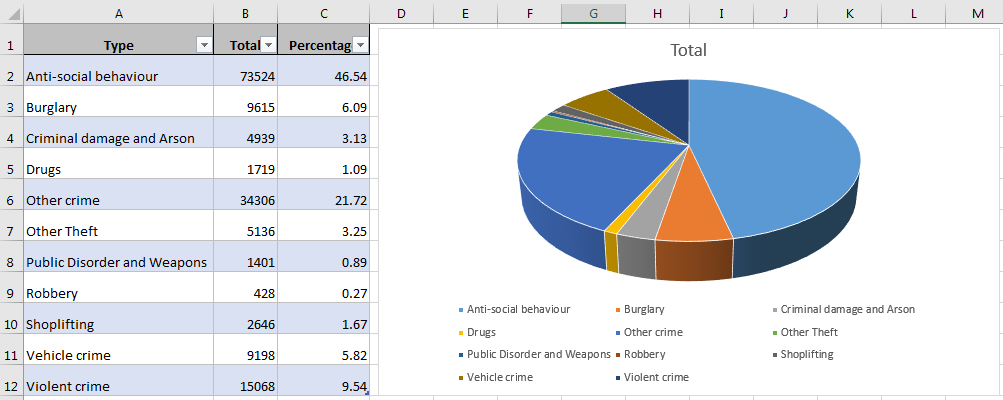 A B C D E F G H I J K L M
1 Type Total Percentag
2 Anti-social behaviour 73524 46.54
3 Burglary 9615 6.09
4 Criminal damage and Arson 4939 3.13
5 Drugs 1719 1.09
6 Other crime 34306 21.72
7 Other Theft 5136 3.25
8 Public Disorder and Weapons 1401 0.89
9 Robbery 428 0.27
10 Shoplifting 2646 1.67
11 Vehicle crime 9198 5.82
12 Violent crime 15068 9.54
Total
Anti-social behaviour Burglary Criminal damage and Arson
Drugs Other crime Other Theft
Public Disorder and Weapons Robbery Shoplifting
Vehicle crime Violent crime